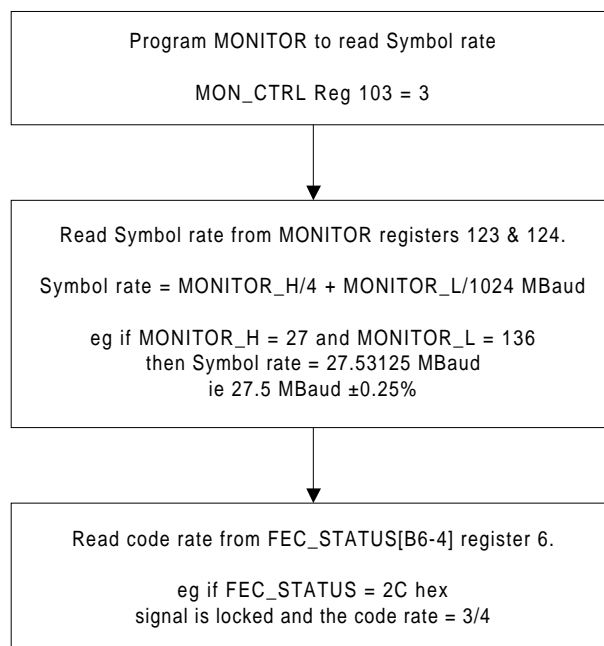 Program MONITOR to read Symbol rate
MON_CTRL Reg 103 = 3
Read Symbol rate from MONITOR registers 123 & 124.
Symbol rate = MONITOR_H/4 + MONITOR_L/1024 MBaud
eg if MONITOR_H = 27 and MONITOR_L = 136
then Symbol rate = 27.53125 MBaud
ie 27.5 MBaud ±0.25%
Read code rate from FEC_STATUS[B6-4] register 6.
eg if FEC_STATUS = 2C hex
signal is locked and the code rate = 3/4